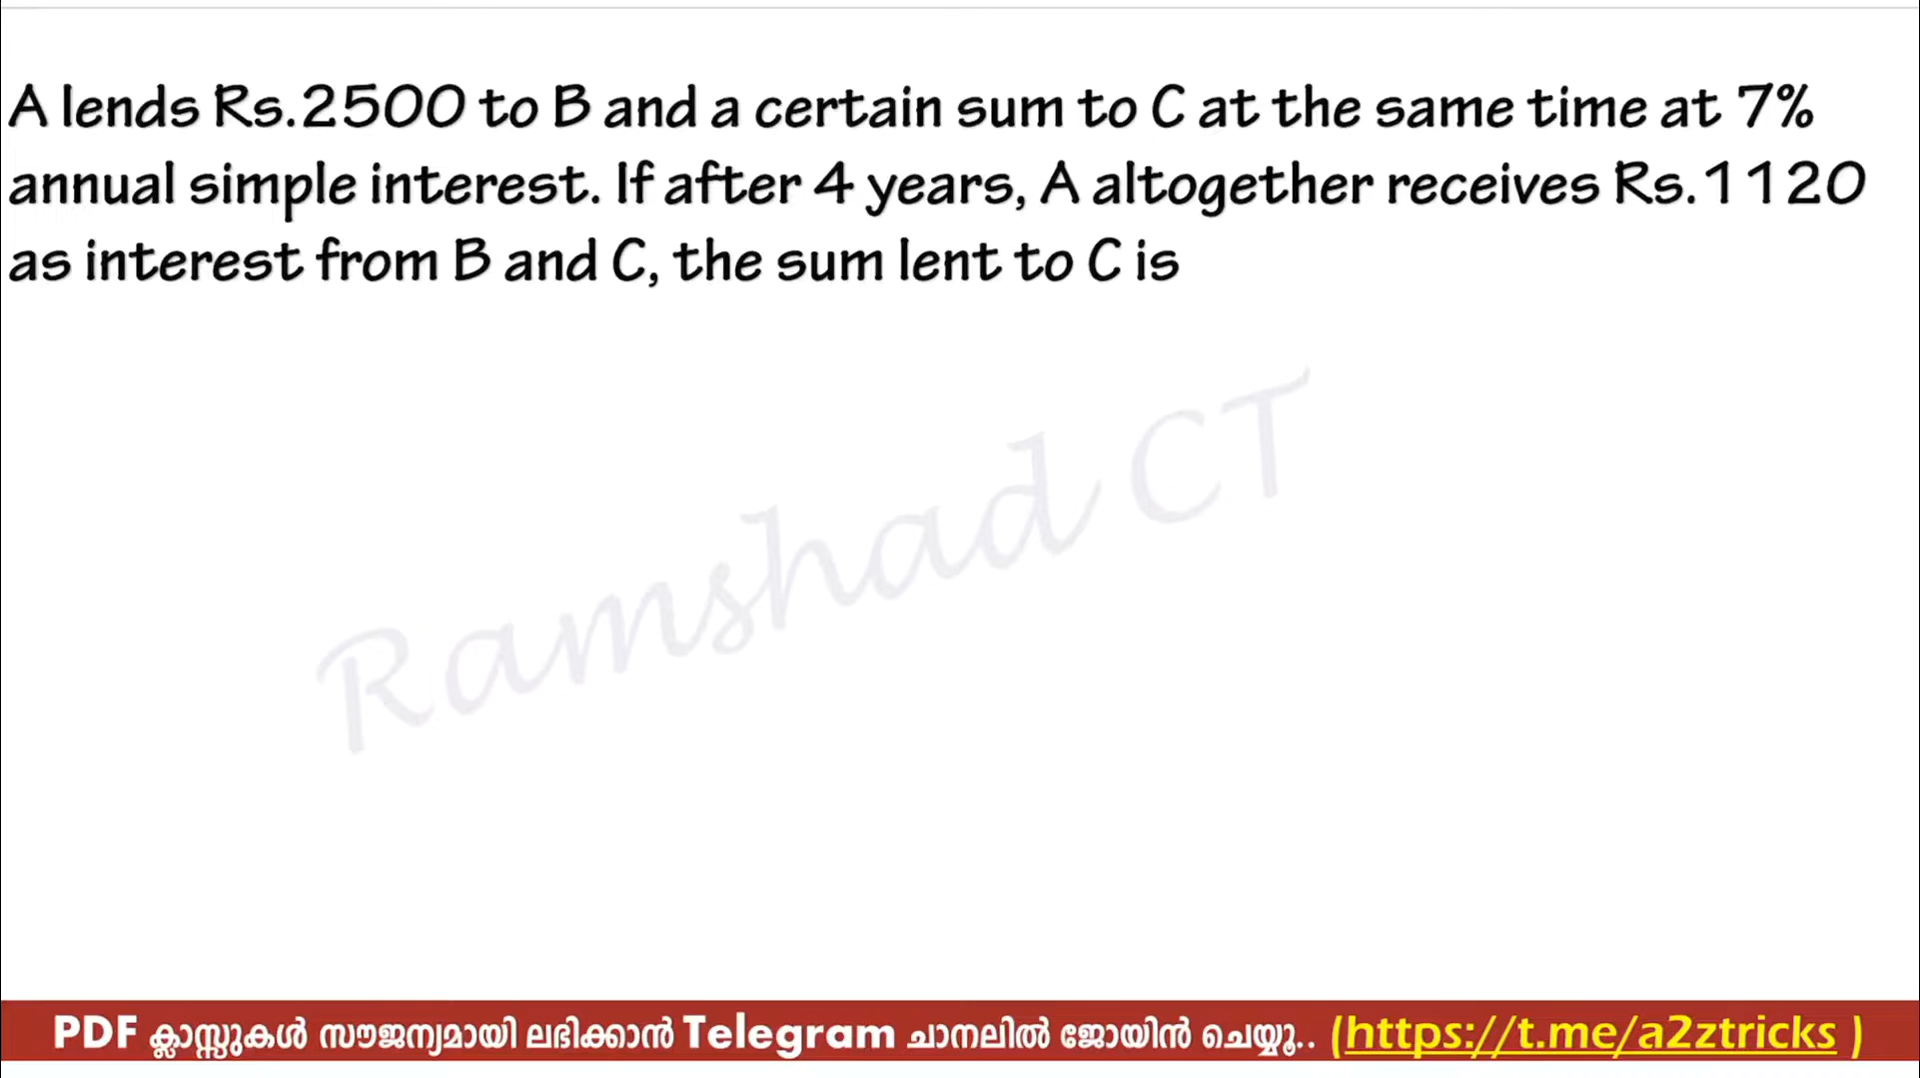 A lends Rs.2500 to B and a certain sum to C at the same time at 7%
annual simple interest. If after 4 years, A altogether receives Rs.1120
as interest from B and C, the sum lent to C is
Ramshad CT
PDF ക്ലാസ്സുകൾ സൗജന്യമായി ലഭിക്കാൻ Telegram ചാനലിൽ ജോയിൻ ചെയ്യൂ.. (https://t.me/a2ztricks )